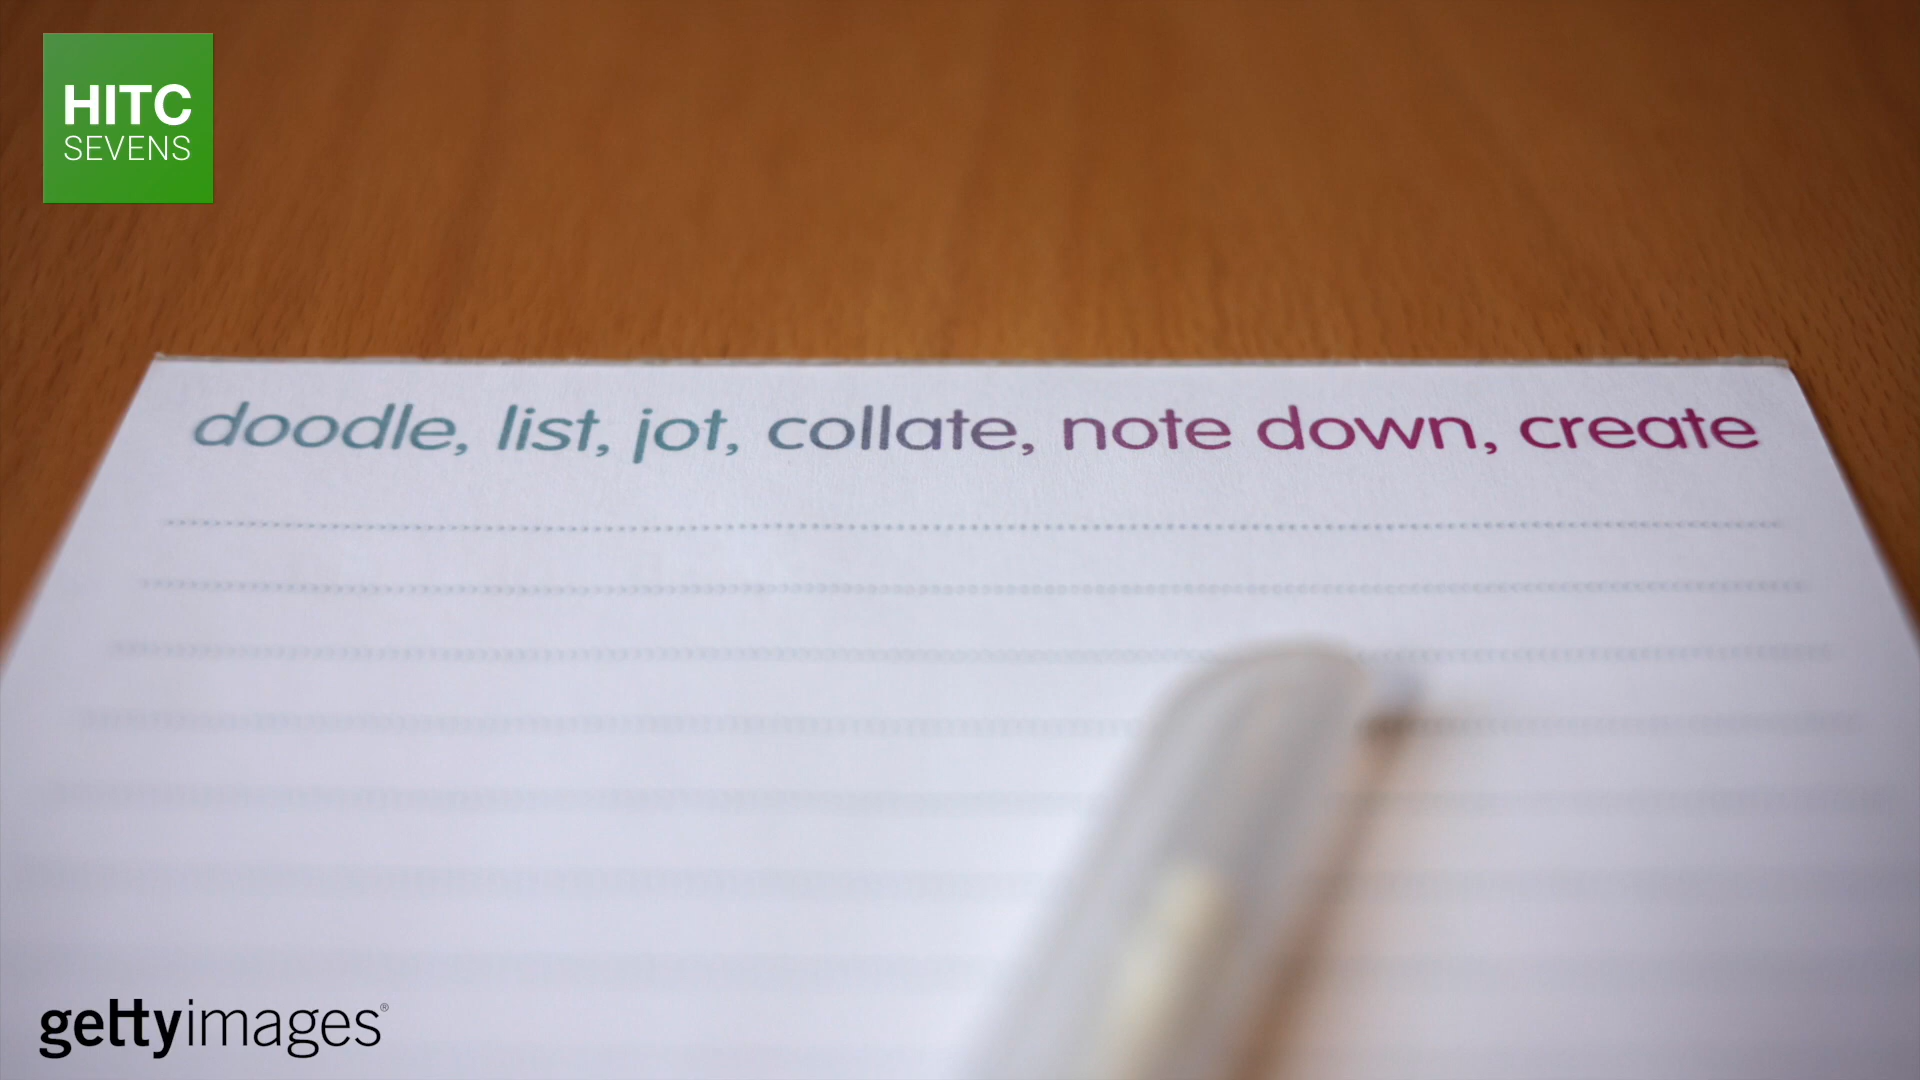 HITC
SEVENS
doodle, list, jot, collate, note down, create
gettyimages®